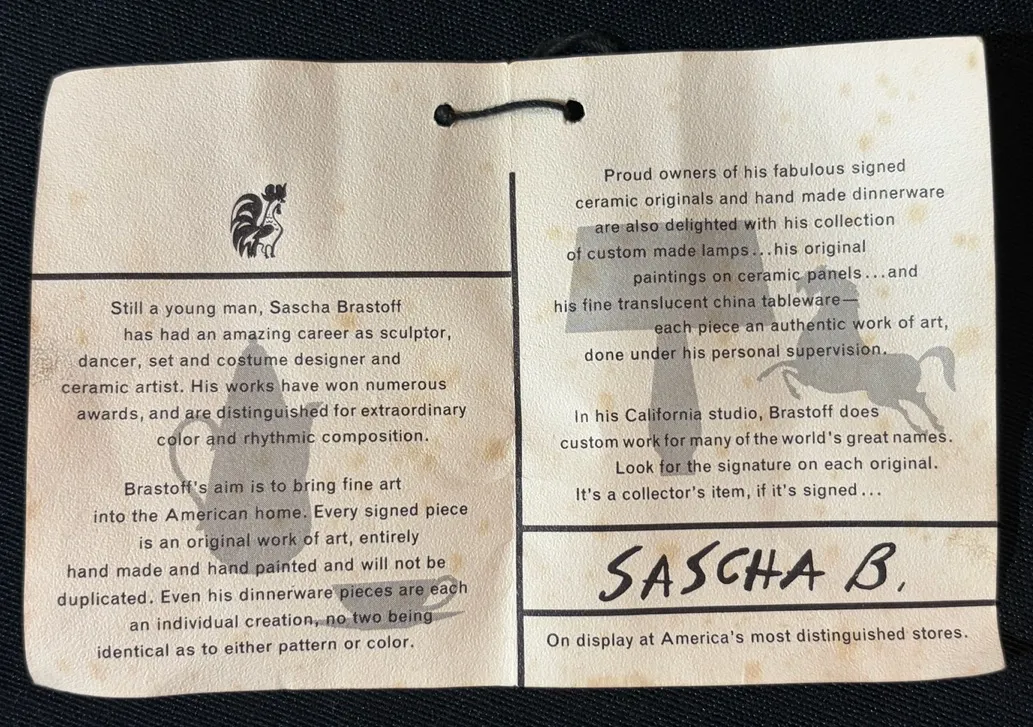 Still a young man, Sascha Brastoff
has had an amazing career as sculptor,
dancer, set and costume designer and
ceramic artist. His works have won numerous
awards, and are distinguished for extraordinary
color and rhythmic composition.
Brastoff's aim is to bring fine art
into the American home. Every signed piece
is an original work of art, entirely
hand made and hand painted and will not be
duplicated. Even his dinnerware pieces are each
an individual creation, no two being
identical as to either pattern or color.
Proud owners of his fabulous signed
ceramic originals and hand made dinnerware
are also delighted with his collection
of custom made lamps...his original
paintings on ceramic panels...and
his fine translucent china tableware—
each piece an authentic work of art,
done under his personal supervision.
In his California studio, Brastoff does
custom work for many of the world's great names.
Look for the signature on each original.
It's a collector's item, if it's signed...
SASCHA B.
On display at America's most distinguished stores.